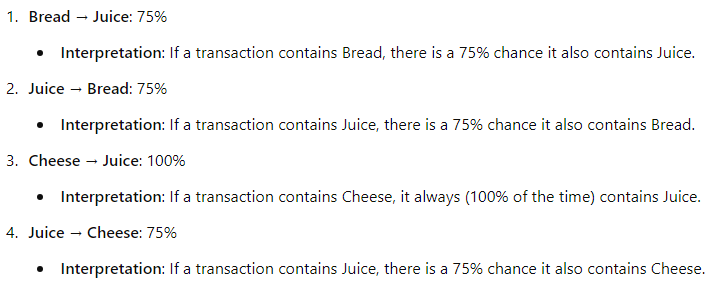 1. Bread → Juice: 75%
• Interpretation: If a transaction contains Bread, there is a 75% chance it also contains Juice.
2. Juice → Bread: 75%
• Interpretation: If a transaction contains Juice, there is a 75% chance it also contains Bread.
3. Cheese → Juice: 100%
• Interpretation: If a transaction contains Cheese, it always (100% of the time) contains Juice.
4. Juice → Cheese: 75%
• Interpretation: If a transaction contains Juice, there is a 75% chance it also contains Cheese.